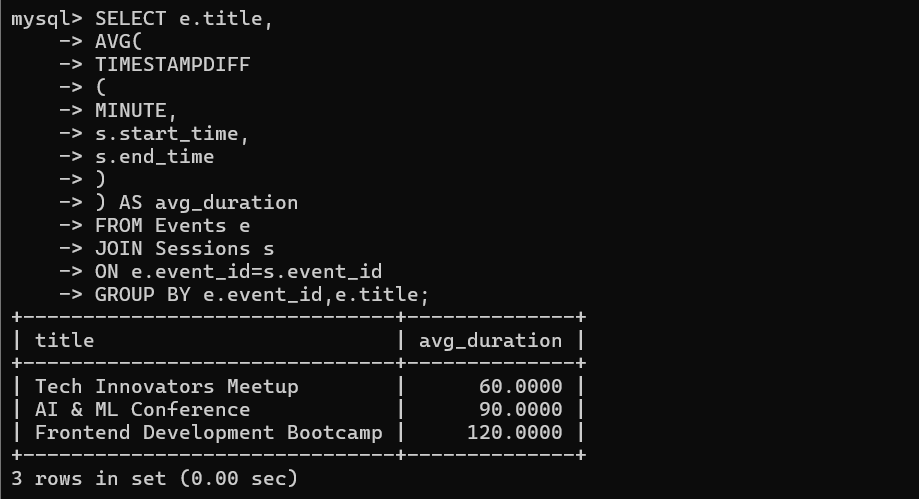 mysql> SELECT e.title,
    -> AVG(
    -> TIMESTAMPDIFF
    -> (
    -> MINUTE,
    -> s.start_time,
    -> s.end_time
    -> )
    -> ) AS avg_duration
    -> FROM Events e
    -> JOIN Sessions s
    -> ON e.event_id=s.event_id
    -> GROUP BY e.event_id,e.title;
+-------------------------------+--------------+
| title                         | avg_duration |
+-------------------------------+--------------+
| Tech Innovators Meetup        |      60.0000 |
| AI & ML Conference            |      90.0000 |
| Frontend Development Bootcamp |     120.0000 |
+-------------------------------+--------------+
3 rows in set (0.00 sec)